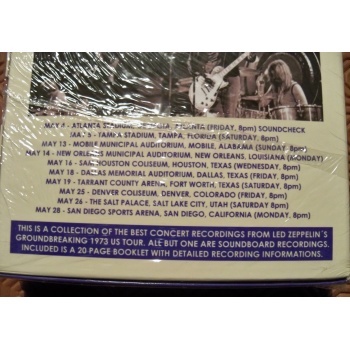 MAY 4 - ATLANTA STADIUM, ATLANTA (FRIDAY, 8pm) SOUNDCHECK
MAY 5 - TAMPA STADIUM, TAMPA, FLORIDA (SATURDAY, 8pm)
MAY 13 - MOBILE MUNICIPAL AUDITORIUM, MOBILE, ALABAMA (SUNDAY, 8pm)
MAY 14 - NEW ORLEANS MUNICIPAL AUDITORIUM, NEW ORLEANS, LOUISIANA (MONDAY)
MAY 16 - SAM HOUSTON COLISEUM, HOUSTON, TEXAS (WEDNESDAY, 8pm)
MAY 18 - DALLAS MEMORIAL AUDITORIUM, DALLAS, TEXAS (FRIDAY, 8pm)
MAY 19 - TARRANT COUNTY ARENA, FORT WORTH, TEXAS (SATURDAY, 8pm)
MAY 25 - DENVER COLISEUM, DENVER, COLORADO (FRIDAY, 8pm)
MAY 26 - THE SALT PALACE, SALT LAKE CITY, UTAH (SATURDAY 8pm)
MAY 28 - SAN DIEGO SPORTS ARENA, SAN DIEGO, CALIFORNIA (MONDAY, 8pm)
THIS IS A COLLECTION OF THE BEST CONCERT RECORDINGS FROM LED ZEPPELIN´S
GROUNDBREAKING 1973 US TOUR. ALL BUT ONE ARE SOUNDBOARD RECORDINGS.
INCLUDED IS A 20 PAGE BOOKLET WITH DETAILED RECORDING INFORMATIONS.